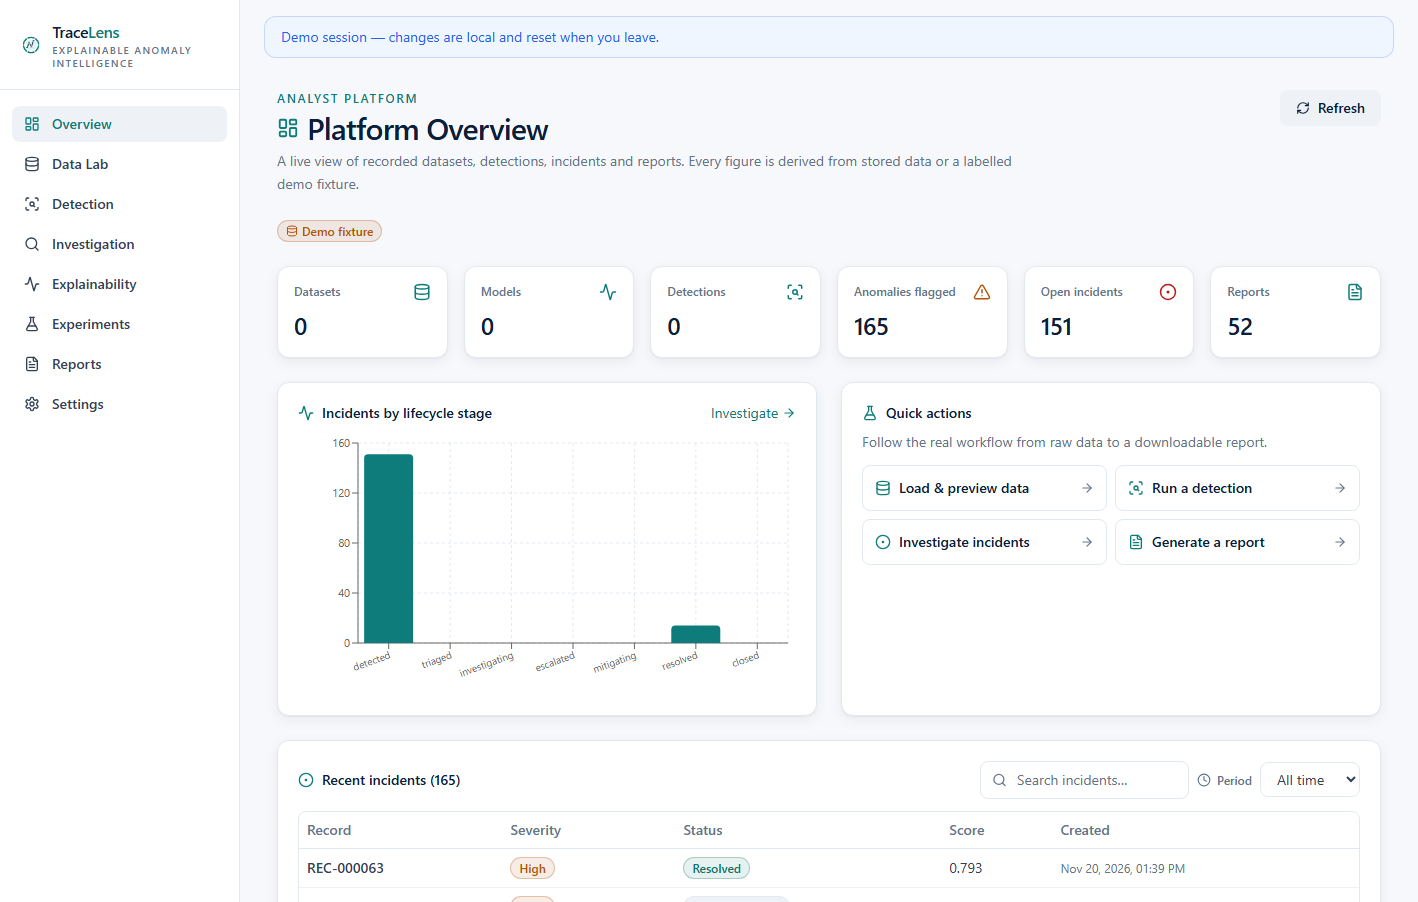 TraceLens
EXPLAINABLE ANOMALY
INTELLIGENCE
Overview
Data Lab
Detection
Investigation
Explainability
Experiments
Reports
Settings
Demo session — changes are local and reset when you leave.
ANALYST PLATFORM
Platform Overview
Refresh
A live view of recorded datasets, detections, incidents and reports. Every figure is derived from stored data or a labelled
demo fixture.
Demo fixture
Datasets
0
Models
0
Detections
0
Anomalies flagged
165
Open incidents
151
Reports
52
Incidents by lifecycle stage
Investigate
160
120
80
40
0
detected
triaged
investigating
escalated
mitigating
resolved
closed
Quick actions
Follow the real workflow from raw data to a downloadable report.
Load & preview data
Run a detection
Investigate incidents
Generate a report
Recent incidents (165)
Search incidents...
Period
All time
Record Severity Status Score Created
REC-000063 High Resolved 0.793 Nov 20, 2026, 01:39 PM